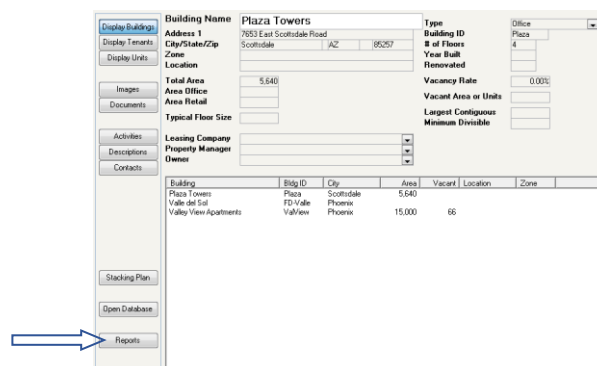 Display Buildings
Display Tenants
Display Units
Images
Documents
Activities
Descriptions
Contacts
Stacking Plan
Open Database
Reports
Building Name Plaza Towers
Address 1 7653 East Scottsdale Road
City/State/Zip Scottsdale AZ 85257
Zone
Location
Total Area 5,640
Area Office
Area Retail
Typical Floor Size
Leasing Company
Property Manager
Owner
Type Office
Building ID Plaza
# of Floors 4
Year Built
Renovated
Vacancy Rate 0.00%
Vacant Area or Units
Largest Contiguous
Minimum Divisible
Building Bldg ID City Area Vacant Location Zone
Plaza Towers Plaza Scottsdale 5,640
Valle del Sol FD-Valle Phoenix
Valley View Apartments ValView Phoenix 15,000 66